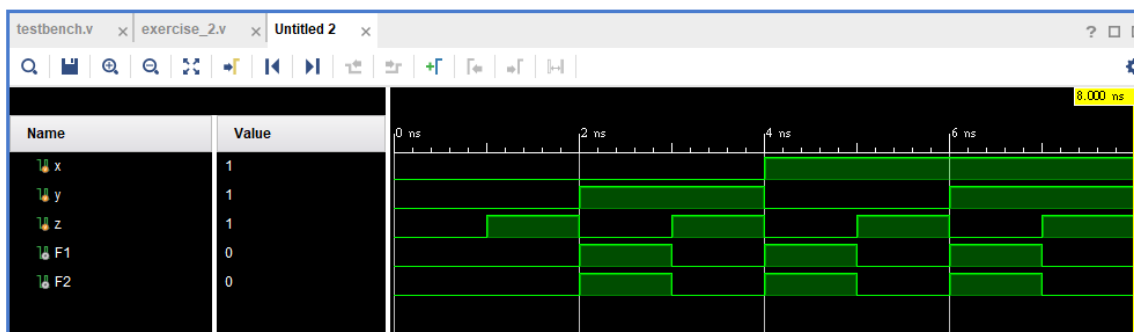 testbench.v × exercise_2.v × Untitled 2 × ?
8.000 ns
Name Value 0 ns 2 ns 4 ns 6 ns
x 1
y 1
z 1
F1 0
F2 0